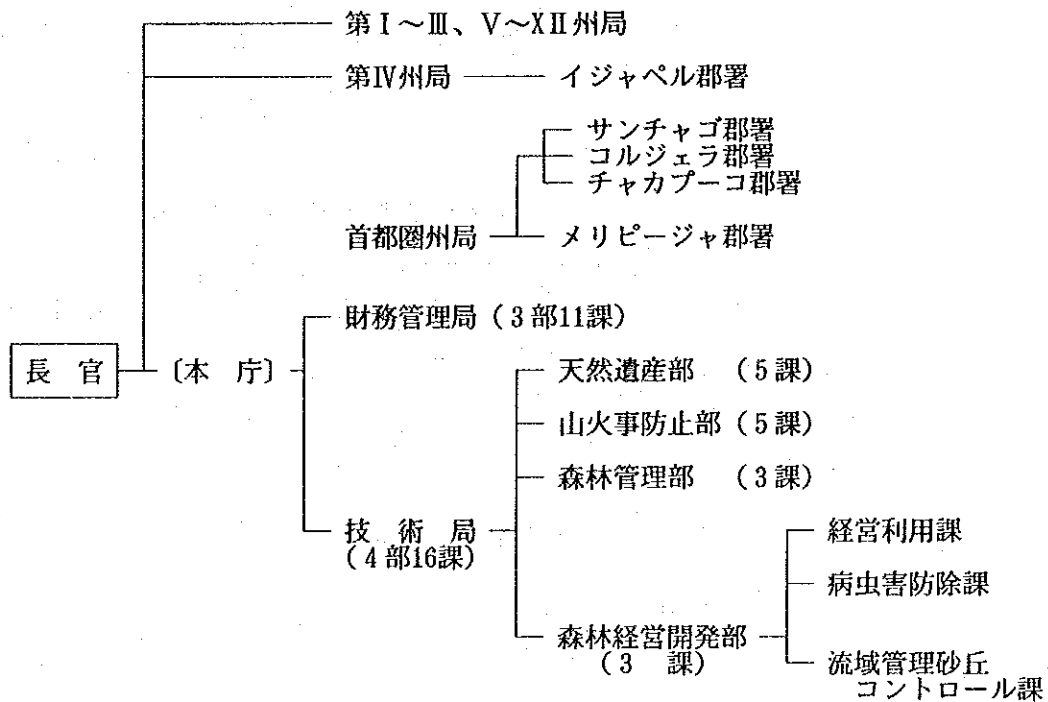 第Ⅰ～Ⅲ、Ⅴ～XⅡ州局
第Ⅳ州局
イジャペル郡署
サンチャゴ郡署
コルジェラ郡署
チャカブーコ郡署
首都圏州局
メリピージャ郡署
財務管理局（3部11課）
長 官
〔本 庁〕
天然遺産部 （5課）
山火事防止部（5課）
森林管理部 （3課）
技 術 局
（4部16課）
経営利用課
病虫害防除課
森林経営開発部
（3 課）
流域管理砂丘
コントロール課